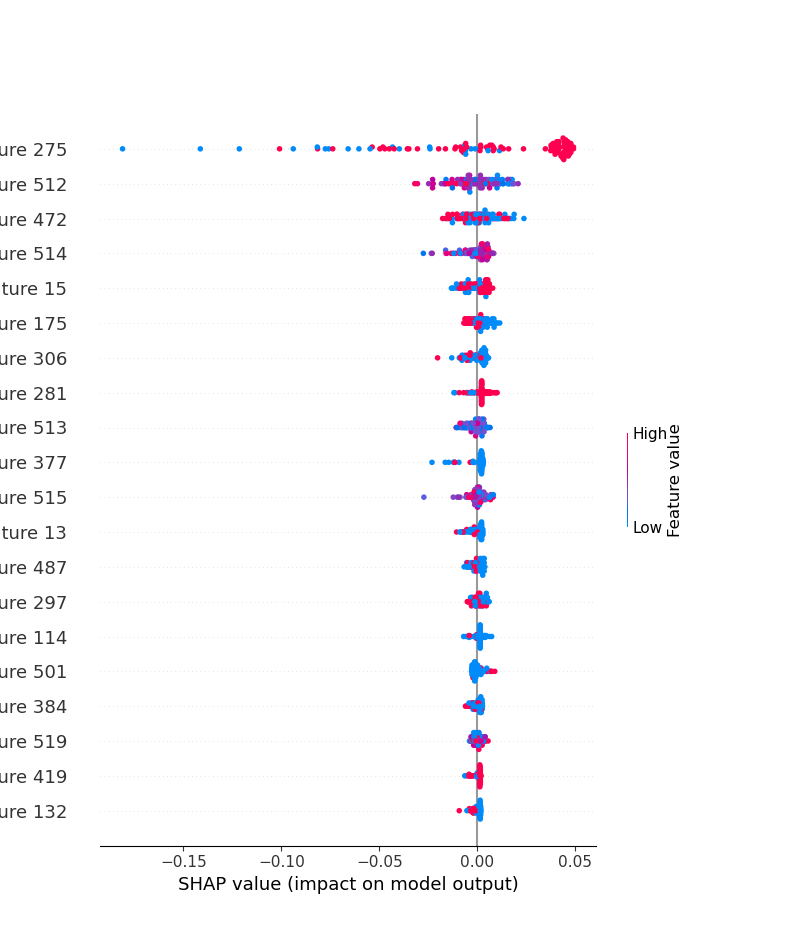 ure 275
ure 512
ure 472
ure 514
ture 15
ure 175
ure 306
ure 281
ure 513
ure 377
ure 515
ture 13
ure 487
ure 297
ure 114
ure 501
ure 384
ure 519
ure 419
ure 132
−0.15 −0.10 −0.05 0.00 0.05
SHAP value (impact on model output)
High
Low
Feature value